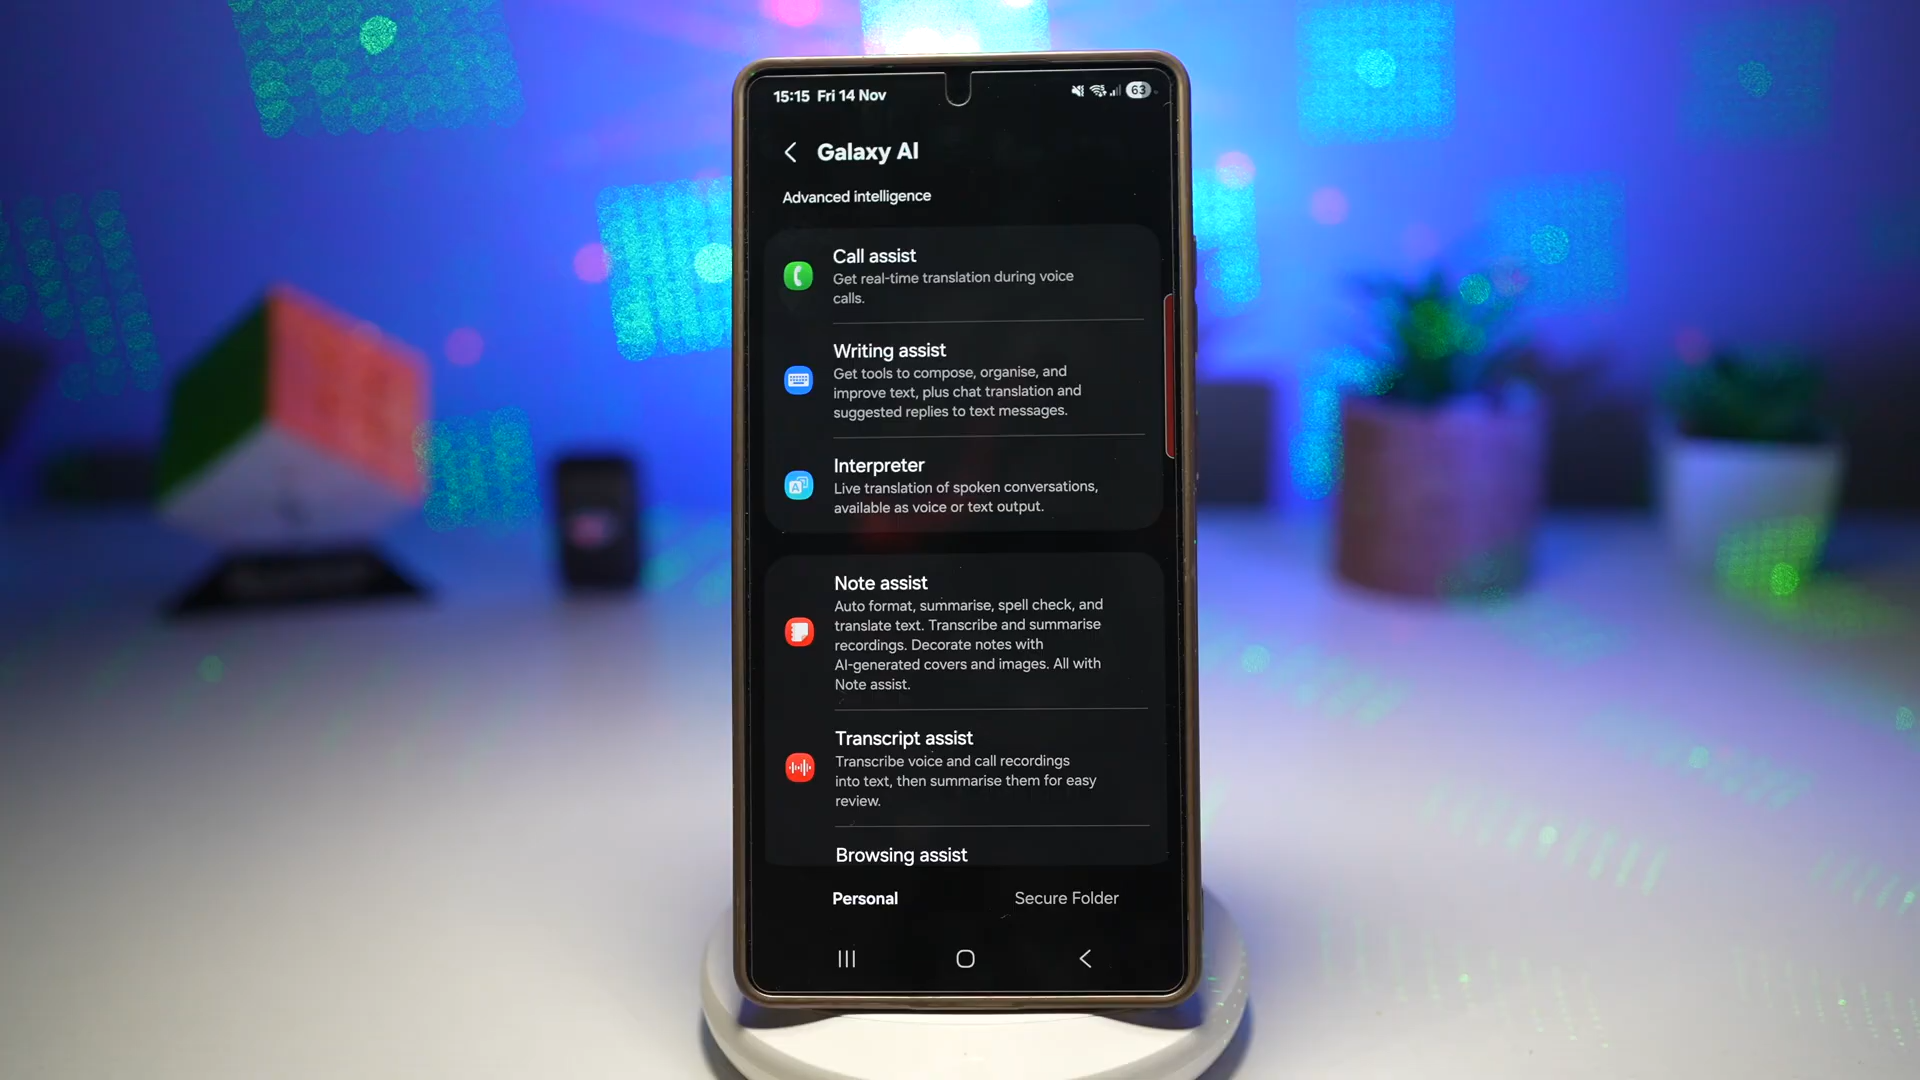 15:15 Fri 14 Nov
63
Galaxy AI
Advanced intelligence
Call assist
Get real-time translation during voice
calls.
Writing assist
Get tools to compose, organise, and
improve text, plus chat translation and
suggested replies to text messages.
Interpreter
Live translation of spoken conversations,
available as voice or text output.
Note assist
Auto format, summarise, spell check, and
translate text. Transcribe and summarise
recordings. Decorate notes with
AI-generated covers and images. All with
Note assist.
Transcript assist
Transcribe voice and call recordings
into text, then summarise them for easy
review.
Browsing assist
Personal
Secure Folder